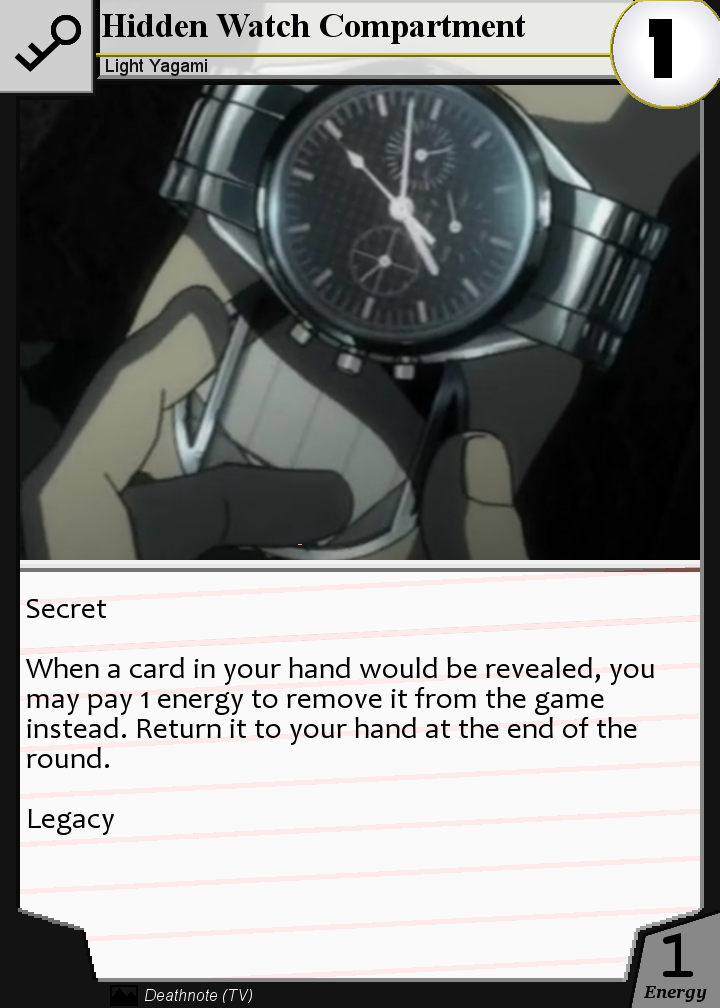 Hidden Watch Compartment
Light Yagami
1
Secret
When a card in your hand would be revealed, you
may pay 1 energy to remove it from the game
instead. Return it to your hand at the end of the
round.
Legacy
1
Energy
Deathnote (TV)